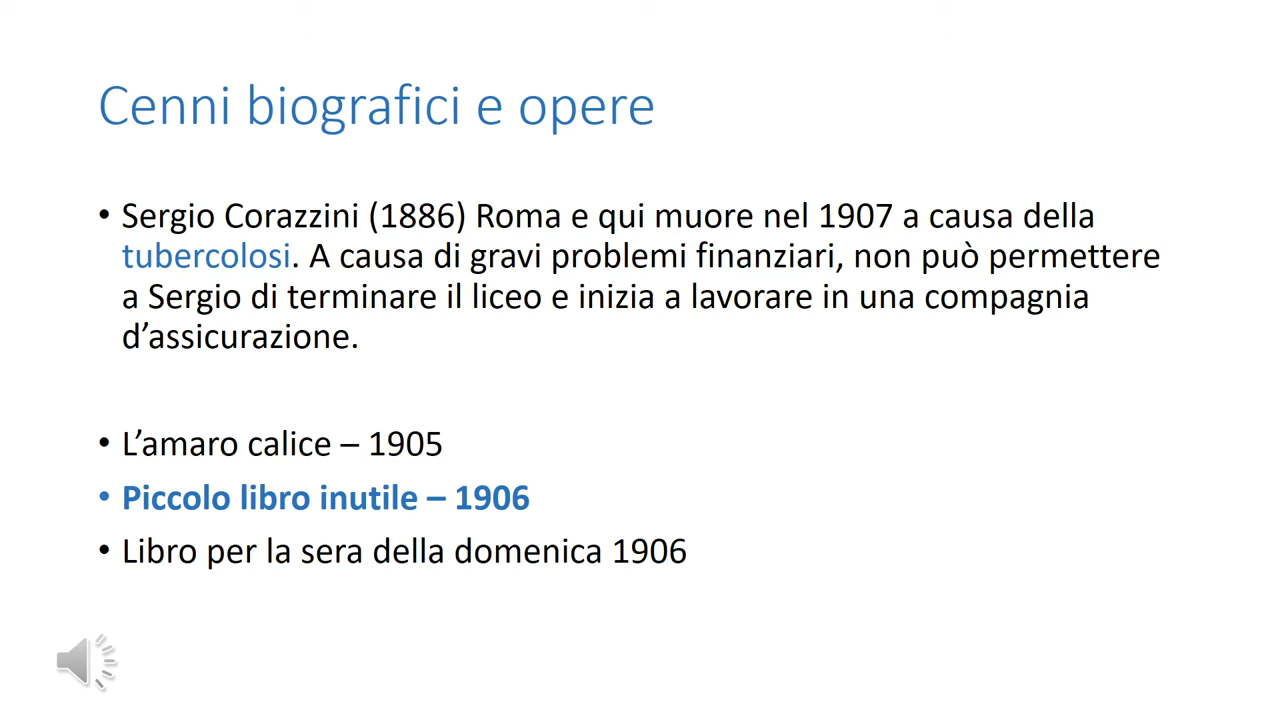 Cenni biografici e opere
• Sergio Corazzini (1886) Roma e qui muore nel 1907 a causa della
tubercolosi. A causa di gravi problemi finanziari, non può permettere
a Sergio di terminare il liceo e inizia a lavorare in una compagnia
d’assicurazione.
• L’amaro calice – 1905
• Piccolo libro inutile – 1906
• Libro per la sera della domenica 1906